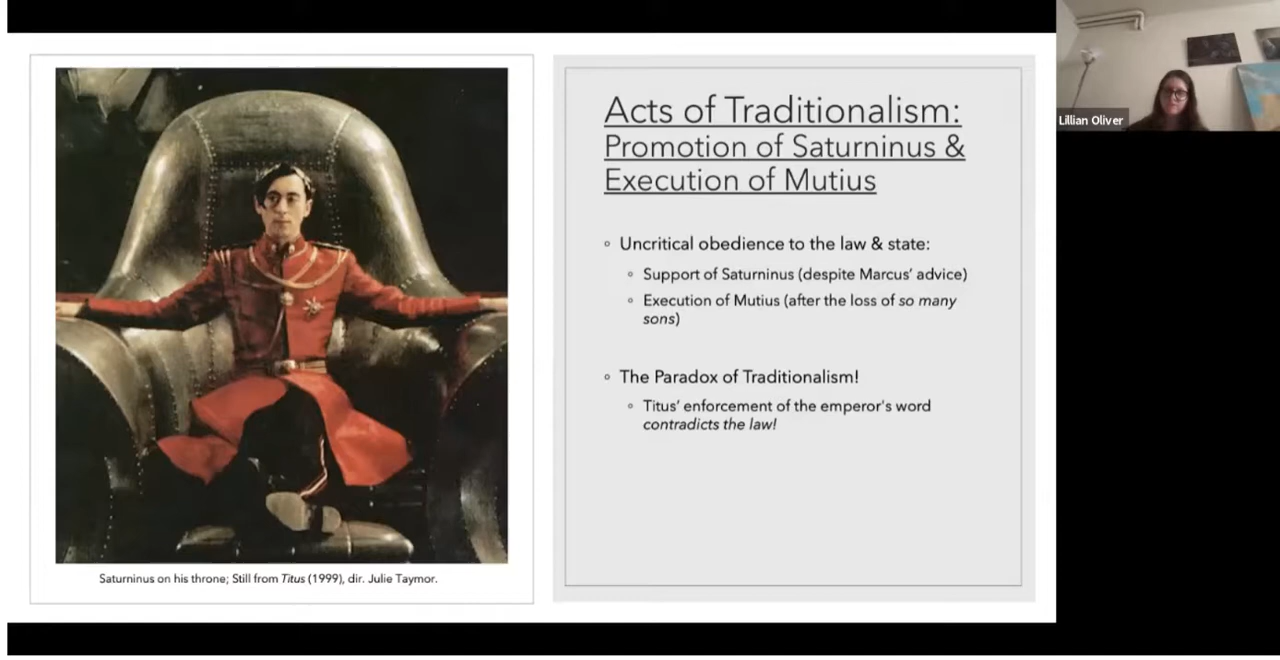 Acts of Traditionalism:
Promotion of Saturninus &
Execution of Mutius
Uncritical obedience to the law & state:
Support of Saturninus (despite Marcus' advice)
Execution of Mutius (after the loss of so many
sons)
The Paradox of Traditionalism!
Titus' enforcement of the emperor's word
contradicts the law!
Saturninus on his throne; Still from Titus (1999), dir. Julie Taymor.
Lillian Oliver